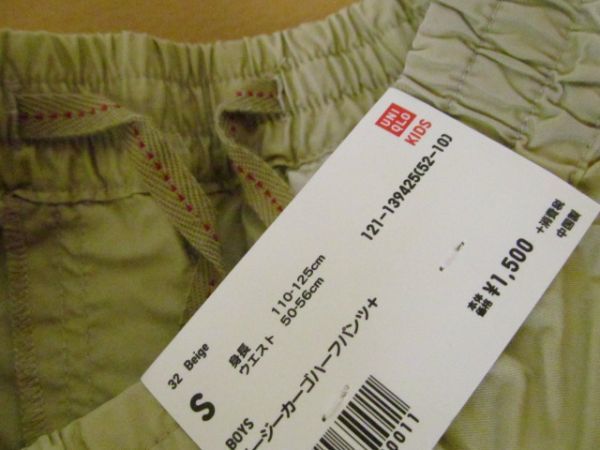 UNI
QLO
KIDS
121-139425(52-10)
本体
価格 ¥1,500 +消費税
中国製
32 Beige
S
身長 110-125cm
ウエスト 50-56cm
BOYS
ージーカーゴハーフパンツ+
0011